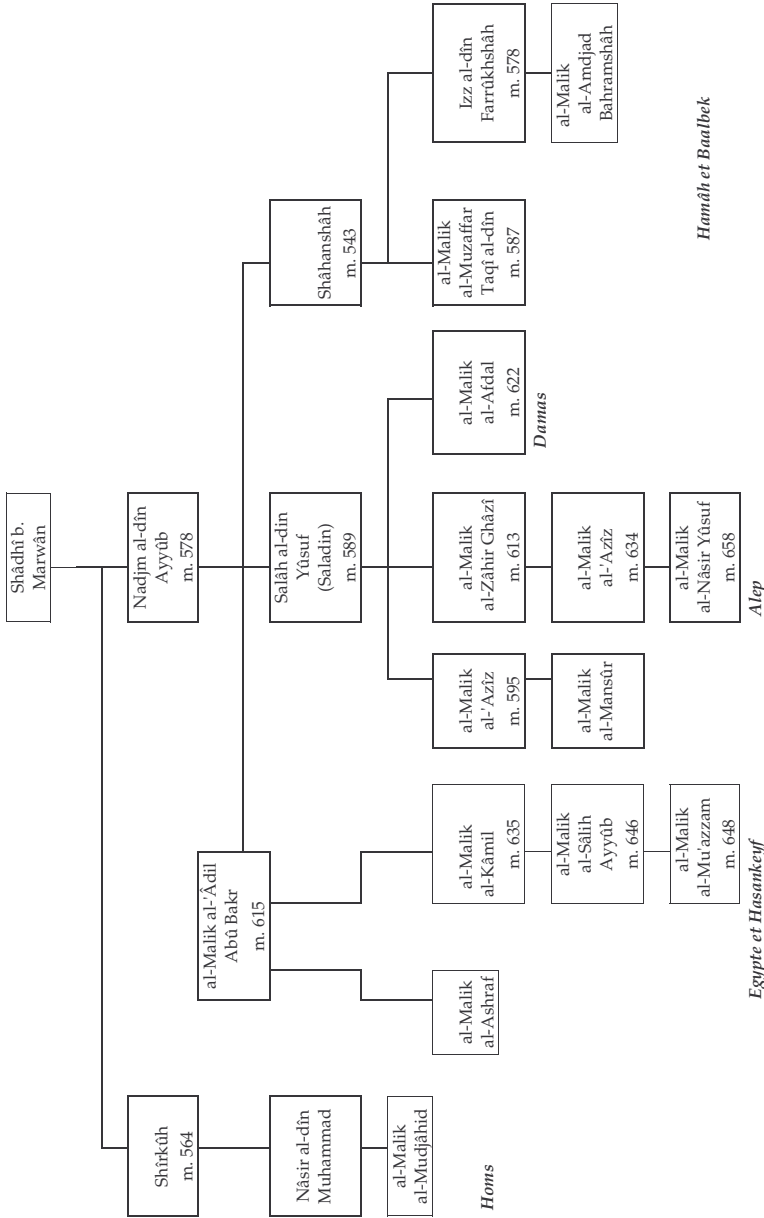 Shâdhî b.
Marwân
Shîrkûh
m. 564
Nadjm al-dîn
Ayyûb
m. 578
al-Malik al-'Âdil
Abû Bakr
m. 615
Nâsir al-dîn
Muhammad
Salâh al-din
Yûsuf
(Saladin)
m. 589
Shâhanshâh
m. 543
al-Malik
al-Mudjâhid
al-Malik
al-Ashraf
al-Malik
al-Kâmil
m. 635
al-Malik
al-'Azîz
m. 595
al-Malik
al-Zâhir Ghâzî
m. 613
al-Malik
al-Afdal
m. 622
al-Malik
al-Muzaffar
Taqî al-dîn
m. 587
Izz al-dîn
Farrûkhshâh
m. 578
Homs
Damas
al-Malik
al-Sâlih
Ayyûb
m. 646
al-Malik
al-Mansûr
al-Malik
al-'Azîz
m. 634
al-Malik
al-Amdjad
Bahramshâh
al-Malik
al-Mu'azzam
m. 648
al-Malik
al-Nâsir Yûsuf
m. 658
Hamâh et Baalbek
Egypte et Hasankeyf
Alep